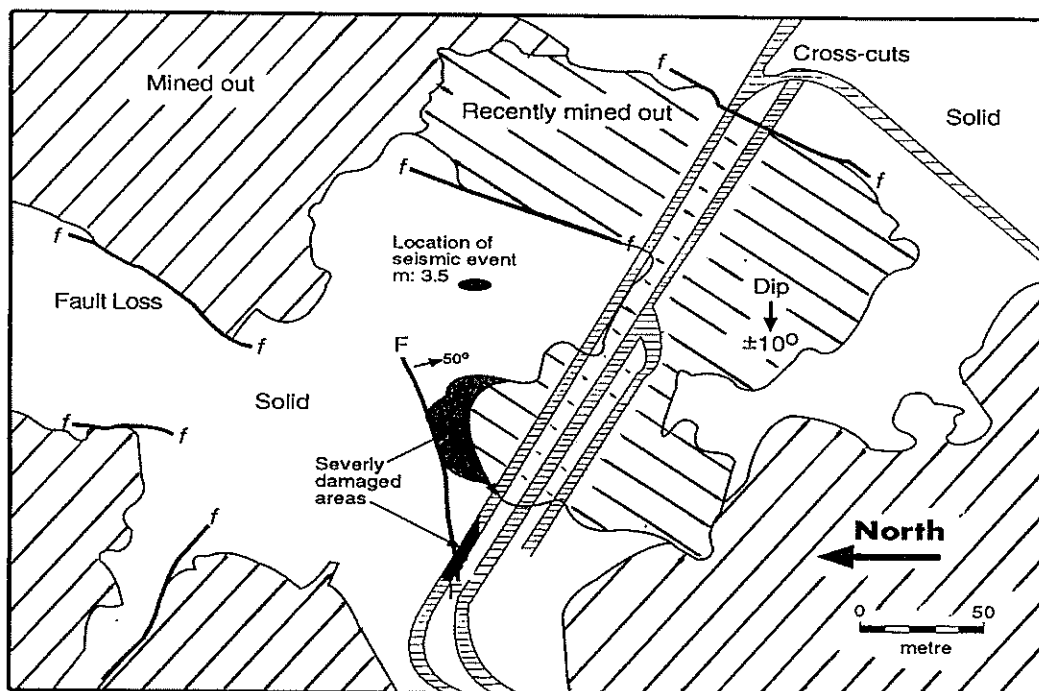 Cross-cuts
Mined out
f
Recently mined out
Solid
f
f
f
f
Location of
seismic event
m: 3.5
Fault Loss
Dip
±10°
f
F
50°
Solid
f
f
Severly
damaged
areas
f
North
0 50
metre